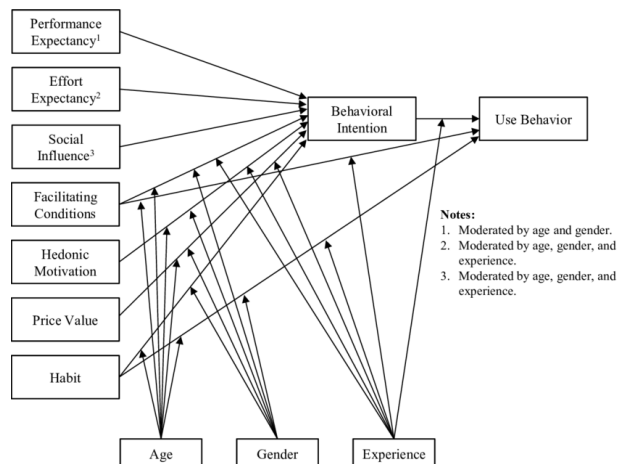 Performance
Expectancy¹
Effort
Expectancy²
Social
Influence³
Facilitating
Conditions
Hedonic
Motivation
Price Value
Habit
Behavioral
Intention
Use Behavior
Notes:
1. Moderated by age and gender.
2. Moderated by age, gender, and
experience.
3. Moderated by age, gender, and
experience.
Age
Gender
Experience